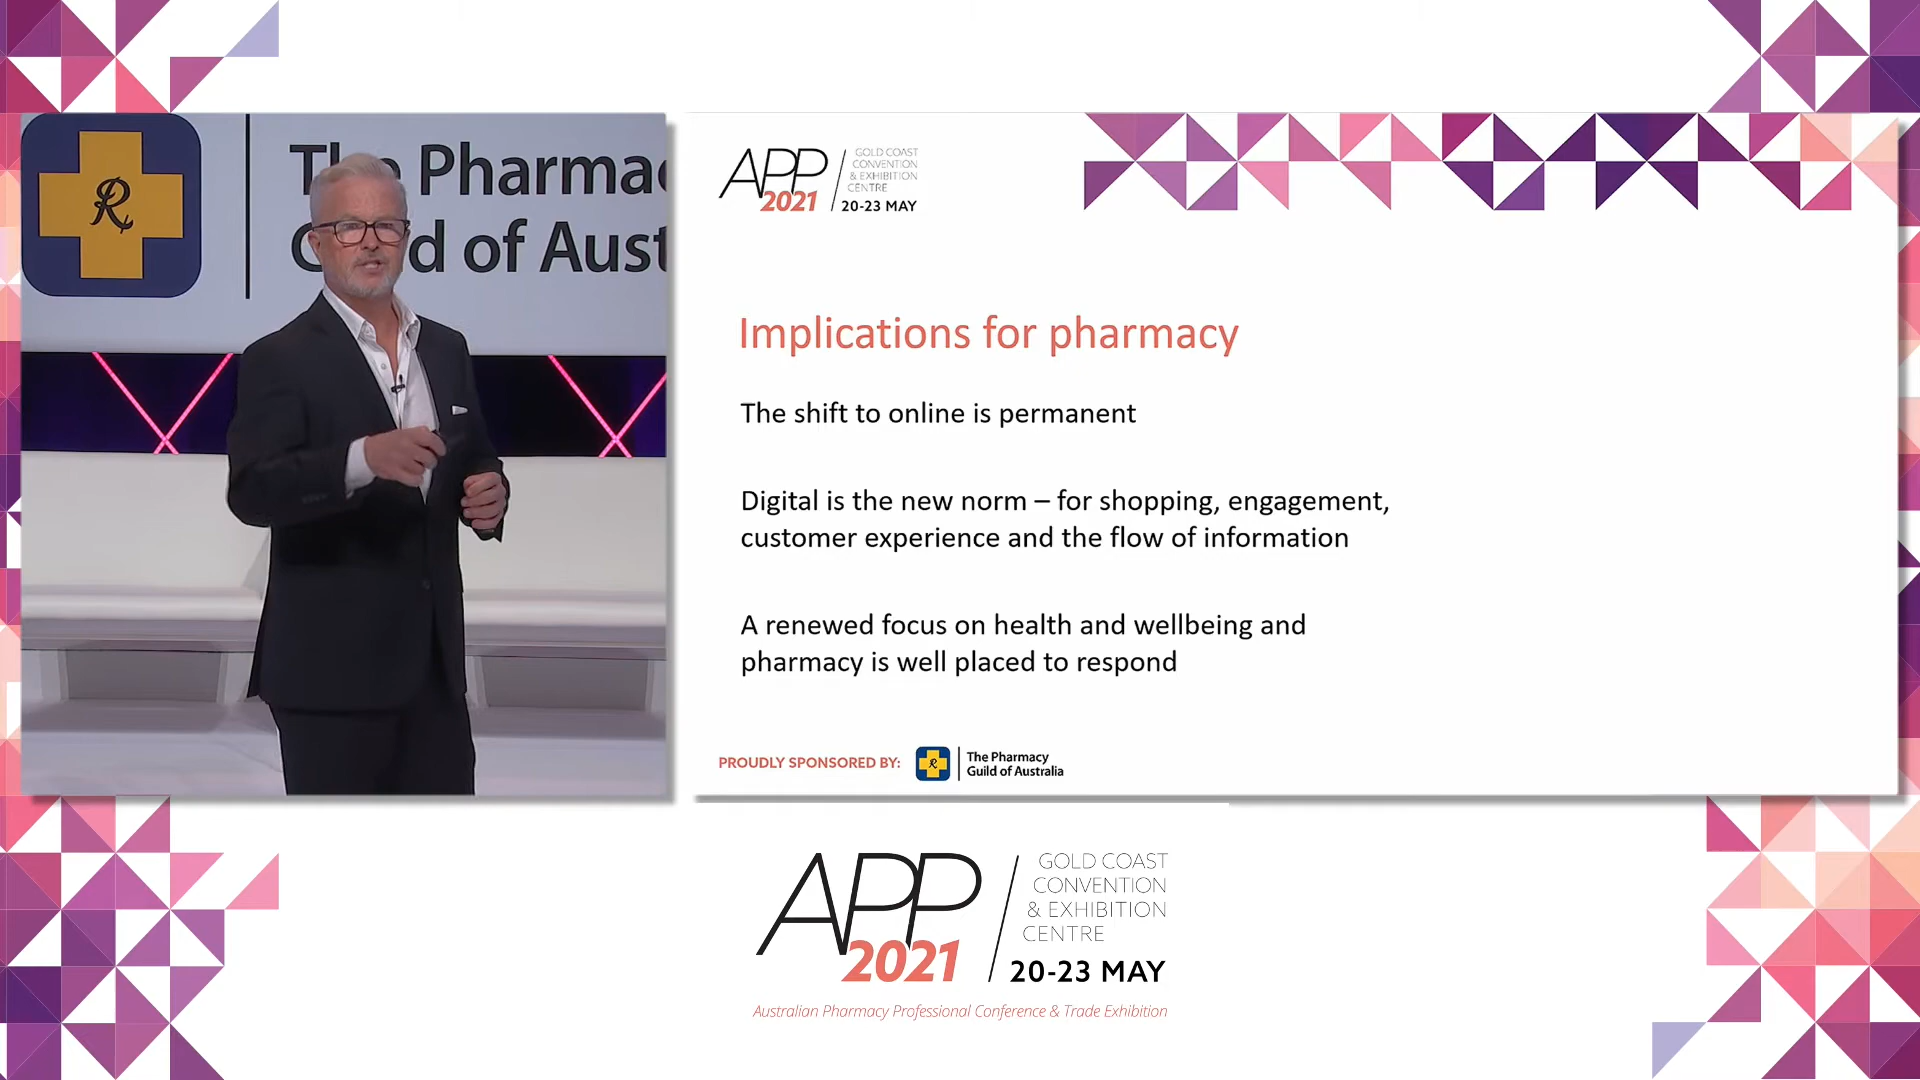 The Pharmac
Guild of Aust
APP
2021
GOLD COAST
CONVENTION
& EXHIBITION
CENTRE
20-23 MAY
Implications for pharmacy
The shift to online is permanent
Digital is the new norm – for shopping, engagement,
customer experience and the flow of information
A renewed focus on health and wellbeing and
pharmacy is well placed to respond
PROUDLY SPONSORED BY:
The Pharmacy
Guild of Australia
APP
2021
GOLD COAST
CONVENTION
& EXHIBITION
CENTRE
20-23 MAY
Australian Pharmacy Professional Conference & Trade Exhibition